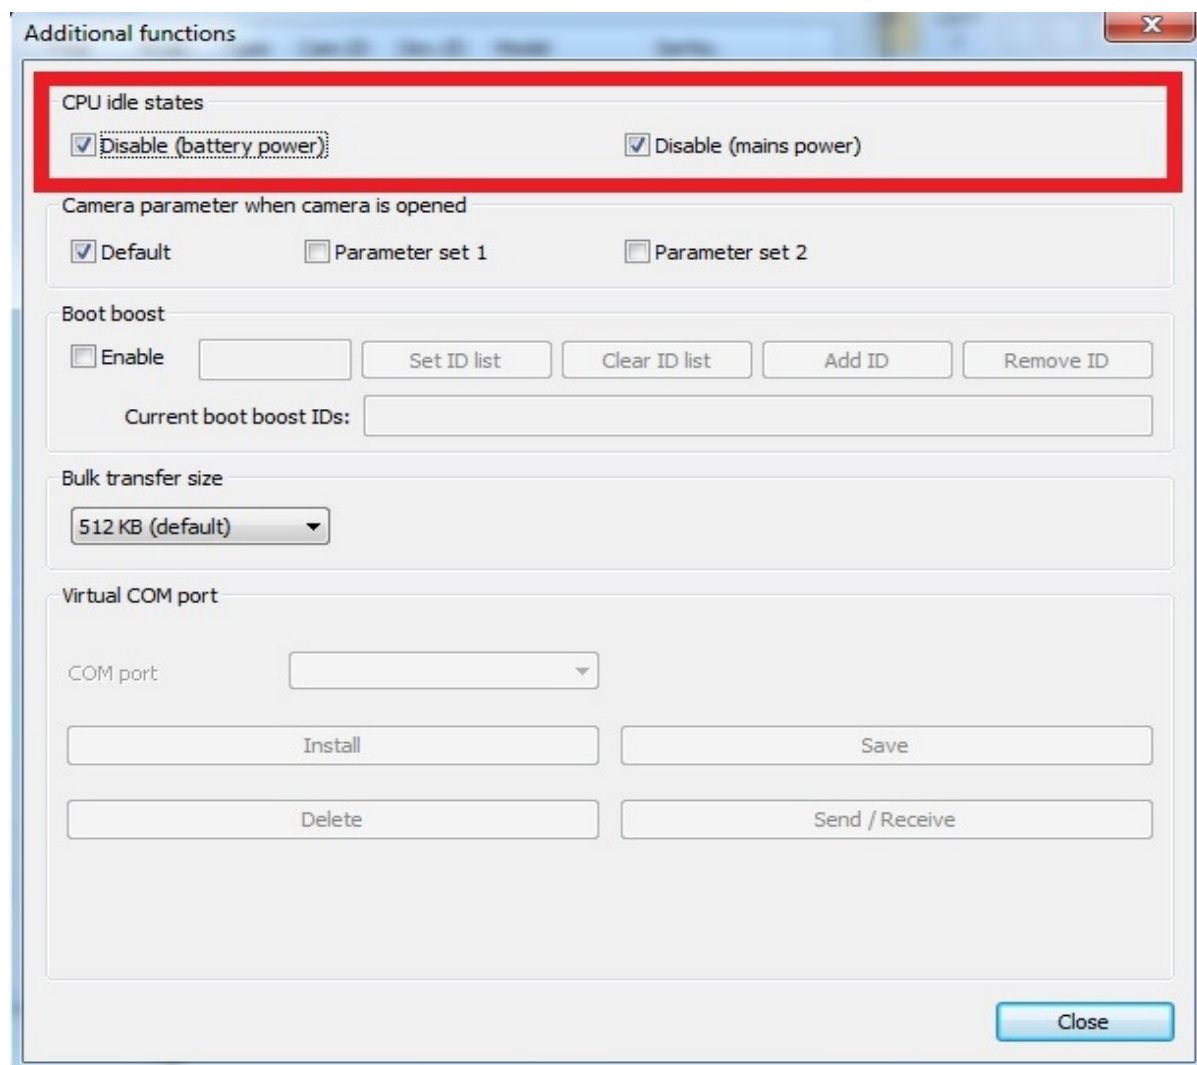 Additional functions
CPU idle states
Disable (battery power) Disable (mains power)
Camera parameter when camera is opened
Default Parameter set 1 Parameter set 2
Boot boost
Enable Set ID list Clear ID list Add ID Remove ID
Current boot boost IDs:
Bulk transfer size
512 KB (default)
Virtual COM port
COM port
Install Save
Delete Send / Receive
Close